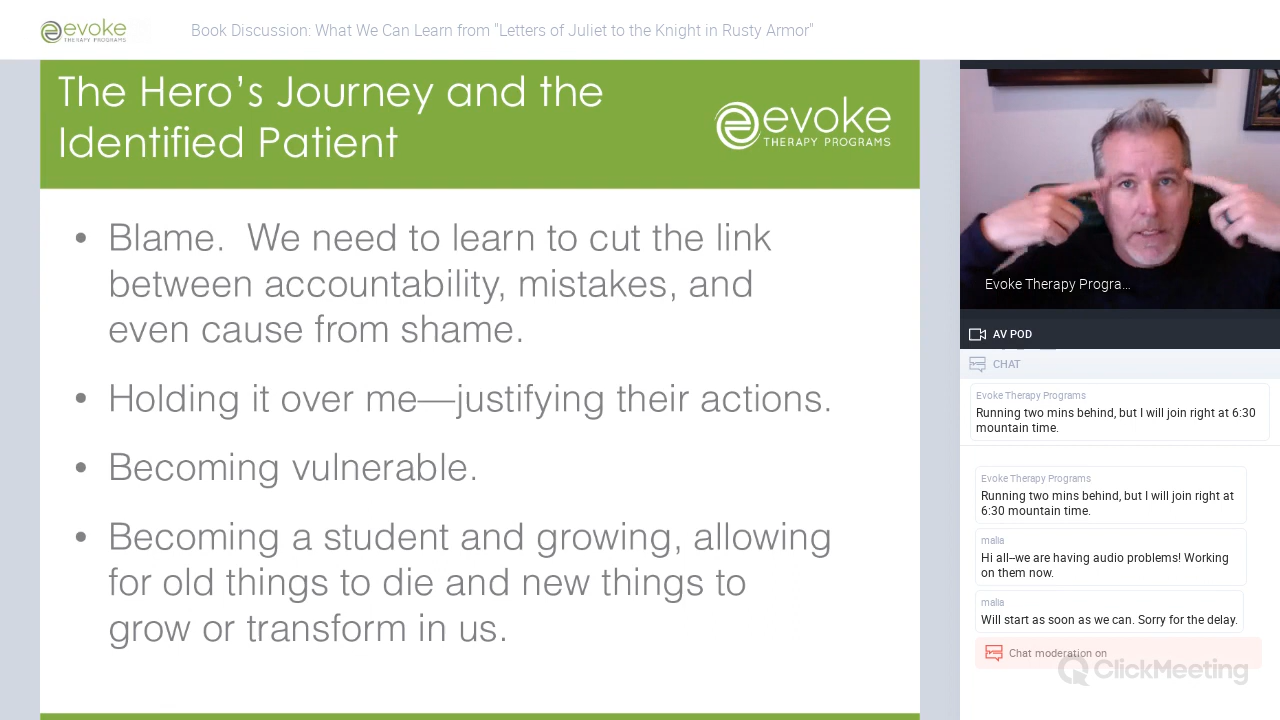 evoke
THERAPY PROGRAMS
Book Discussion: What We Can Learn from "Letters of Juliet to the Knight in Rusty Armor"
The Hero's Journey and the
Identified Patient
evoke
THERAPY PROGRAMS
• Blame. We need to learn to cut the link
between accountability, mistakes, and
even cause from shame.
• Holding it over me—justifying their actions.
• Becoming vulnerable.
• Becoming a student and growing, allowing
for old things to die and new things to
grow or transform in us.
Evoke Therapy Progra...
AV POD
CHAT
Evoke Therapy Programs
Running two mins behind, but I will join right at 6:30
mountain time.
Evoke Therapy Programs
Running two mins behind, but I will join right at
6:30 mountain time.
malia
Hi all--we are having audio problems! Working
on them now.
malia
Will start as soon as we can. Sorry for the delay.
Chat moderation on
ClickMeeting